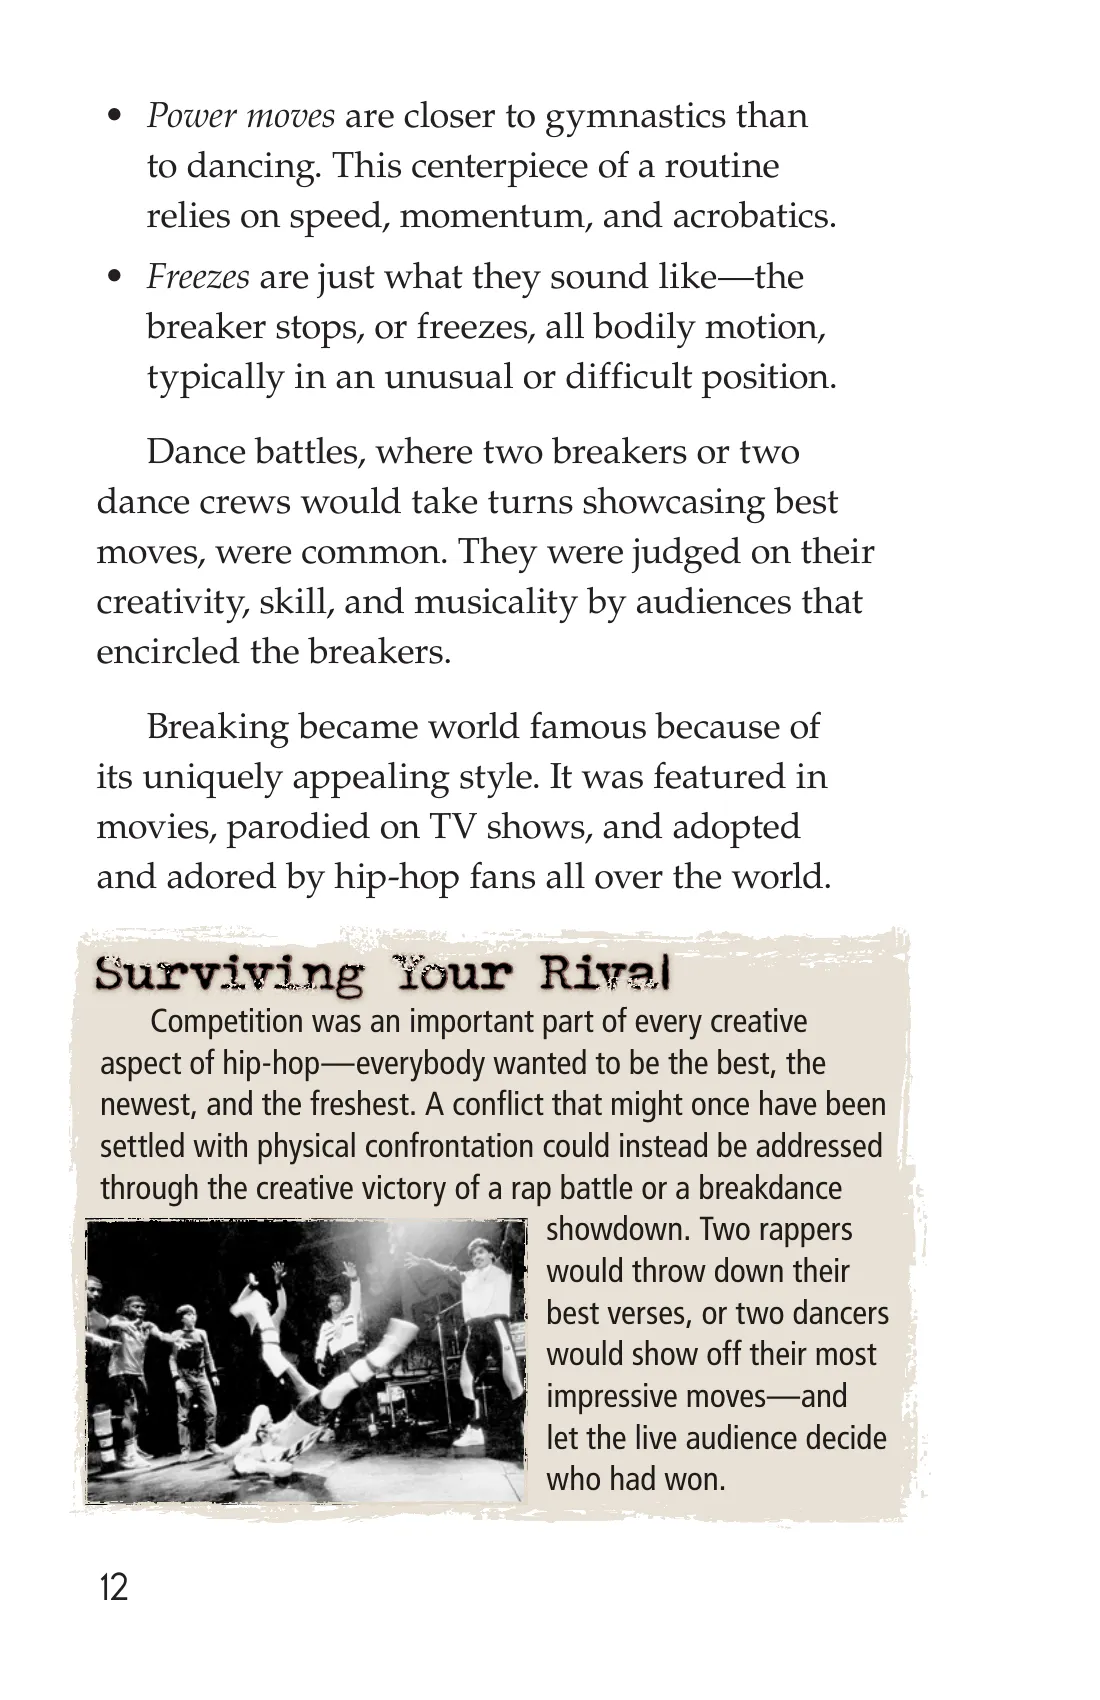 • Power moves are closer to gymnastics than
to dancing. This centerpiece of a routine
relies on speed, momentum, and acrobatics.
• Freezes are just what they sound like—the
breaker stops, or freezes, all bodily motion,
typically in an unusual or difficult position.
Dance battles, where two breakers or two
dance crews would take turns showcasing best
moves, were common. They were judged on their
creativity, skill, and musicality by audiences that
encircled the breakers.
Breaking became world famous because of
its uniquely appealing style. It was featured in
movies, parodied on TV shows, and adopted
and adored by hip-hop fans all over the world.
Surviving Your Rival
Competition was an important part of every creative
aspect of hip-hop—everybody wanted to be the best, the
newest, and the freshest. A conflict that might once have been
settled with physical confrontation could instead be addressed
through the creative victory of a rap battle or a breakdance
showdown. Two rappers
would throw down their
best verses, or two dancers
would show off their most
impressive moves—and
let the live audience decide
who had won.
12